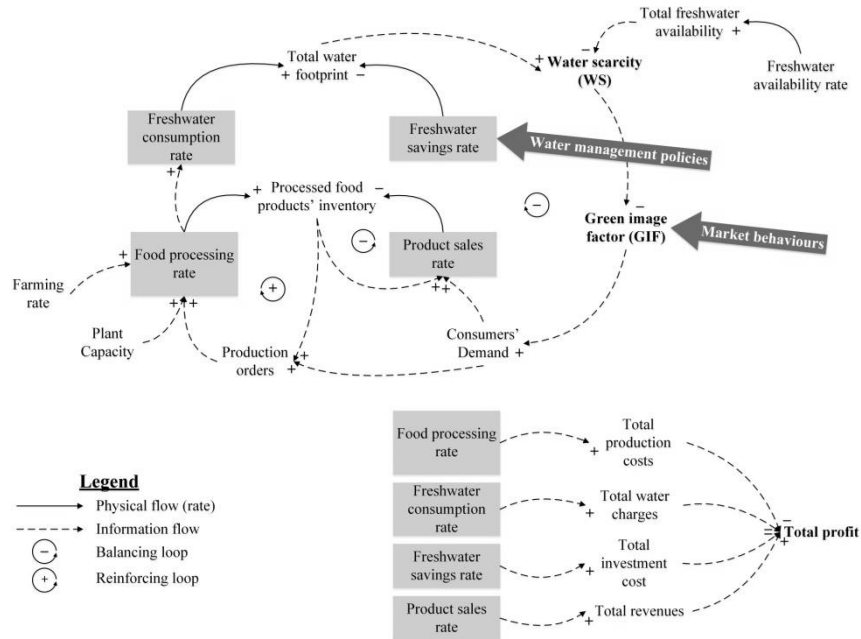 Total freshwater
availability +
−
Total water
+ footprint −
+ Water scarcity
(WS)
Freshwater
availability rate
Freshwater
consumption
rate
+
Freshwater
savings rate
Water management policies
+ Processed food −
products' inventory
−
−
−
Green image
factor (GIF)
Market behaviours
Food processing
rate
+
Product sales
rate
++
Farming
rate
+
+++
Plant
Capacity
Production +
orders +
Consumers'
Demand +
Food processing
rate
Total
+ production
costs
Legend
Physical flow (rate)
Information flow
− Balancing loop
+ Reinforcing loop
Freshwater
consumption
rate
Total water
+ charges
−
−
− Total profit
+
Freshwater
savings rate
Total
+ investment
cost
Product sales
rate
+ Total revenues